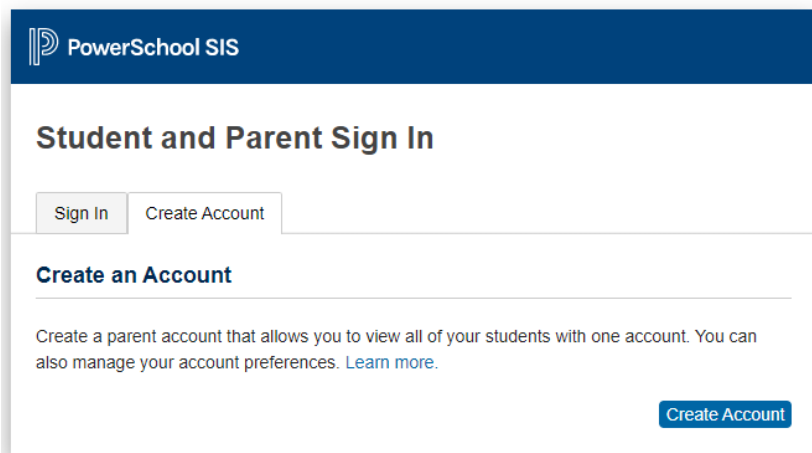 PowerSchool SIS
Student and Parent Sign In
Sign In
Create Account
Create an Account
Create a parent account that allows you to view all of your students with one account. You can
also manage your account preferences. Learn more.
Create Account